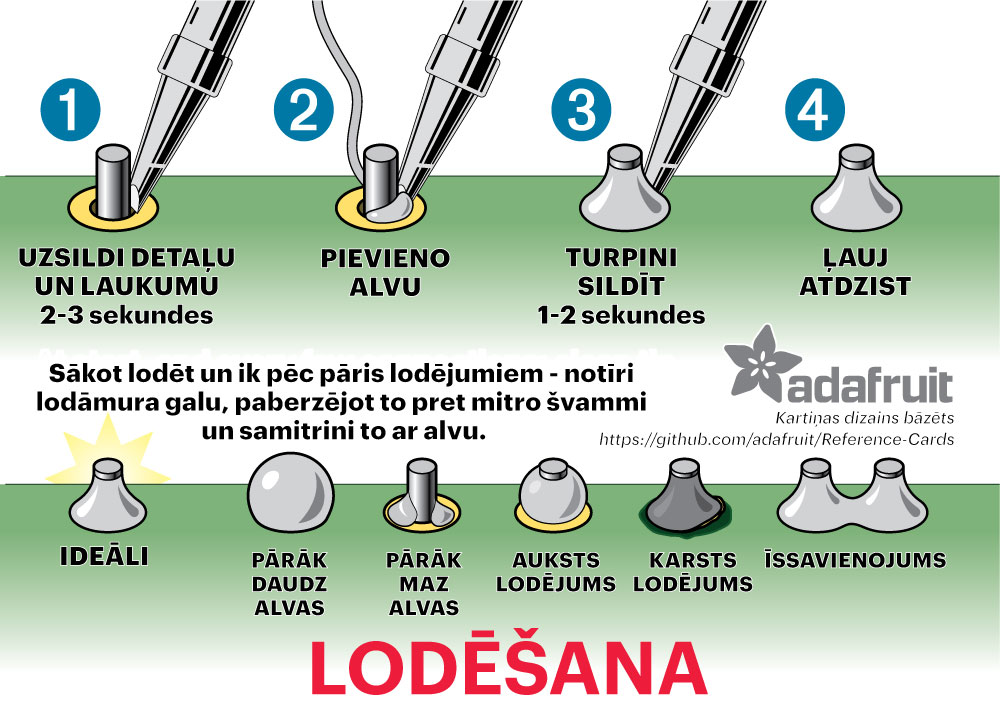 1
2
3
4
UZSILDI DETAĻU
UN LAUKUMU
2-3 sekundes
PIEVIENO
ALVU
TURPINI
SILDĪT
1-2 sekundes
ĻAUJ
ATDZIST
Sākot lodēt un ik pēc pāris lodējumiem - notīri
lodāmura galu, paberzējot to pret mitro švammi
un samitrini to ar alvu.
adafruit
Kartiņas dizains bāzēts
https://github.com/adafruit/Reference-Cards
IDEĀLI
PĀRĀK
DAUDZ
ALVAS
PĀRĀK
MAZ
ALVAS
AUKSTS
LODĒJUMS
KARSTS
LODĒJUMS
ĪSSAVIENOJUMS
LODĒŠANA